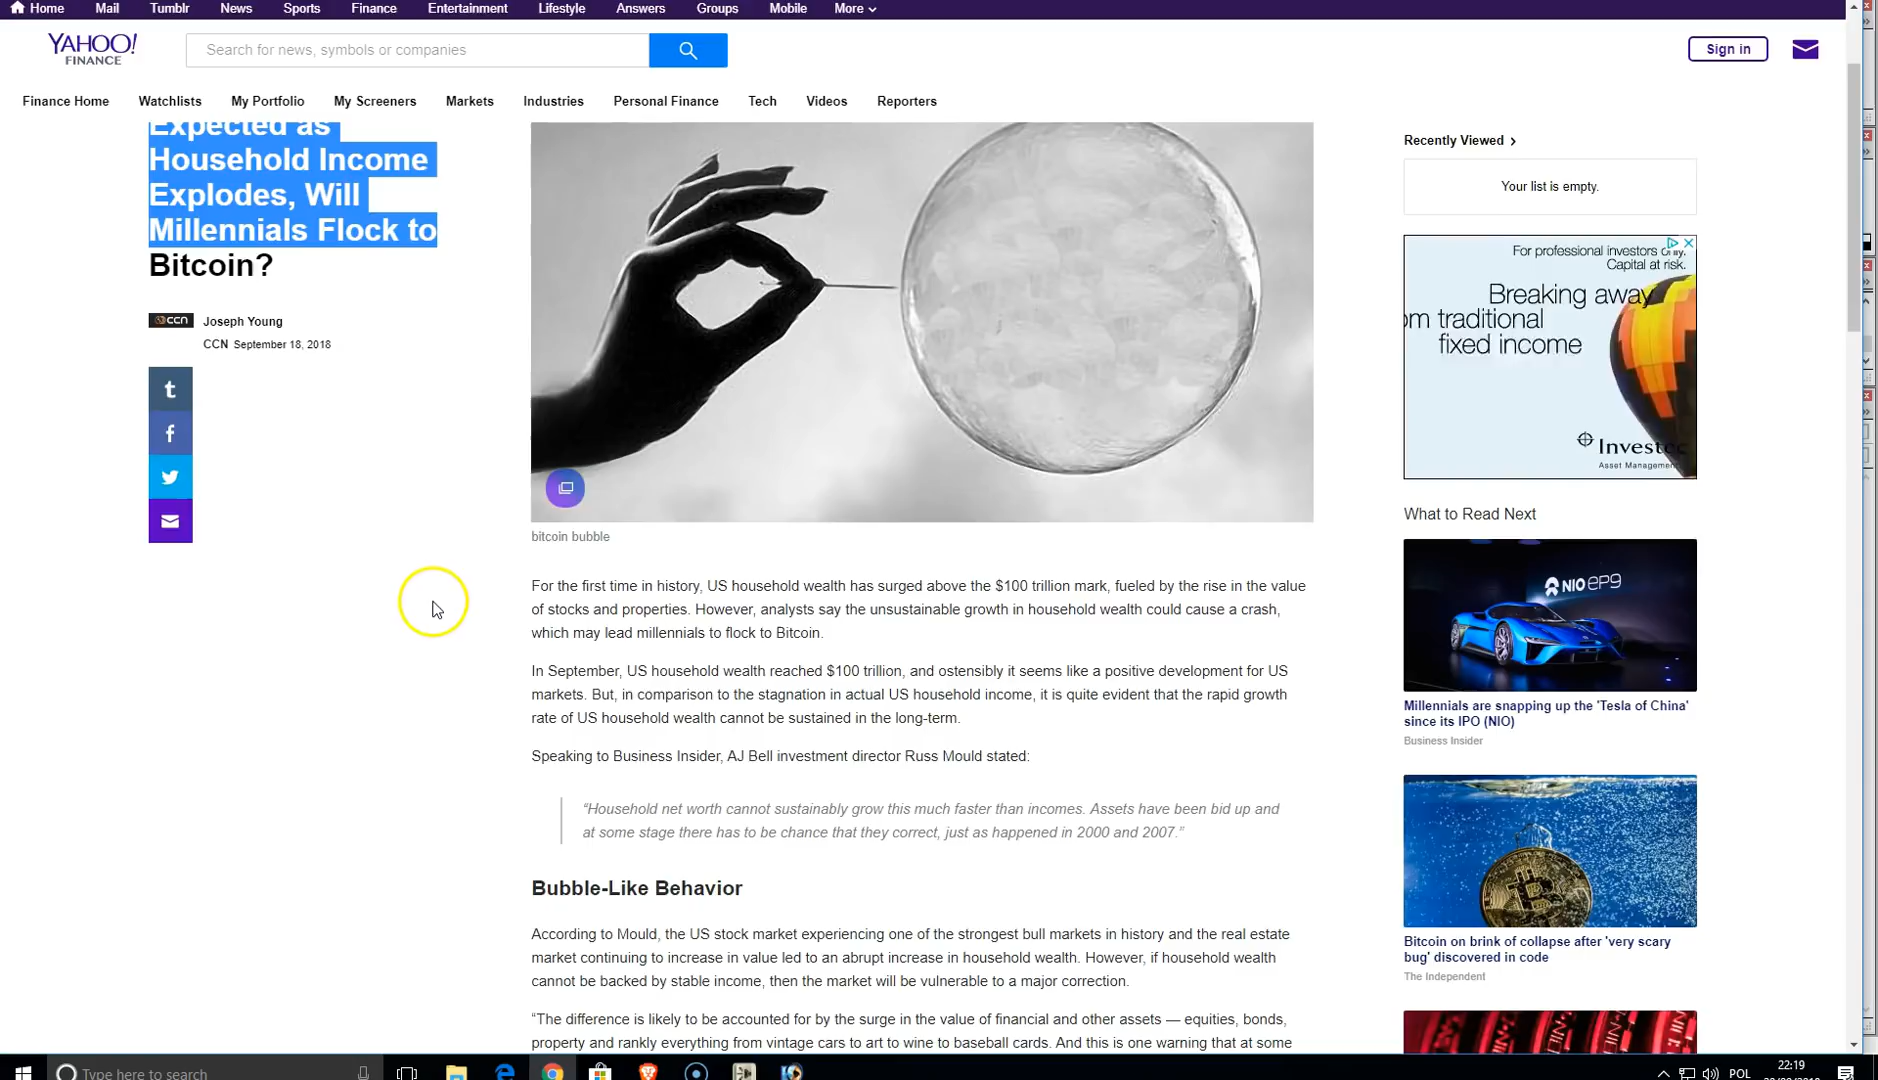 Home Mail Tumblr News Sports Finance Entertainment Lifestyle Answers Groups Mobile More
YAHOO!
FINANCE
Search for news, symbols or companies
Sign in
Finance Home Watchlists My Portfolio My Screeners Markets Industries Personal Finance Tech Videos Reporters
Expected as
Household Income
Explodes, Will
Millennials Flock to
Bitcoin?
CCN
Joseph Young
CCN September 18, 2018
bitcoin bubble
For the first time in history, US household wealth has surged above the $100 trillion mark, fueled by the rise in the value
of stocks and properties. However, analysts say the unsustainable growth in household wealth could cause a crash,
which may lead millennials to flock to Bitcoin.
In September, US household wealth reached $100 trillion, and ostensibly it seems like a positive development for US
markets. But, in comparison to the stagnation in actual US household income, it is quite evident that the rapid growth
rate of US household wealth cannot be sustained in the long-term.
Speaking to Business Insider, AJ Bell investment director Russ Mould stated:
“Household net worth cannot sustainably grow this much faster than incomes. Assets have been bid up and
at some stage there has to be chance that they correct, just as happened in 2000 and 2007.”
Bubble-Like Behavior
According to Mould, the US stock market experiencing one of the strongest bull markets in history and the real estate
market continuing to increase in value led to an abrupt increase in household wealth. However, if household wealth
cannot be backed by stable income, then the market will be vulnerable to a major correction.
“The difference is likely to be accounted for by the surge in the value of financial and other assets — equities, bonds,
property and rankly everything from vintage cars to art to wine to baseball cards. And this is one warning that at some
Recently Viewed
Your list is empty.
For professional investors only.
Capital at risk.
Breaking away
om traditional
fixed income
Investec
Asset Management
What to Read Next
NIO EP9
Millennials are snapping up the 'Tesla of China'
since its IPO (NIO)
Business Insider
Bitcoin on brink of collapse after 'very scary
bug' discovered in code
The Independent
Type here to search
POL
22:19